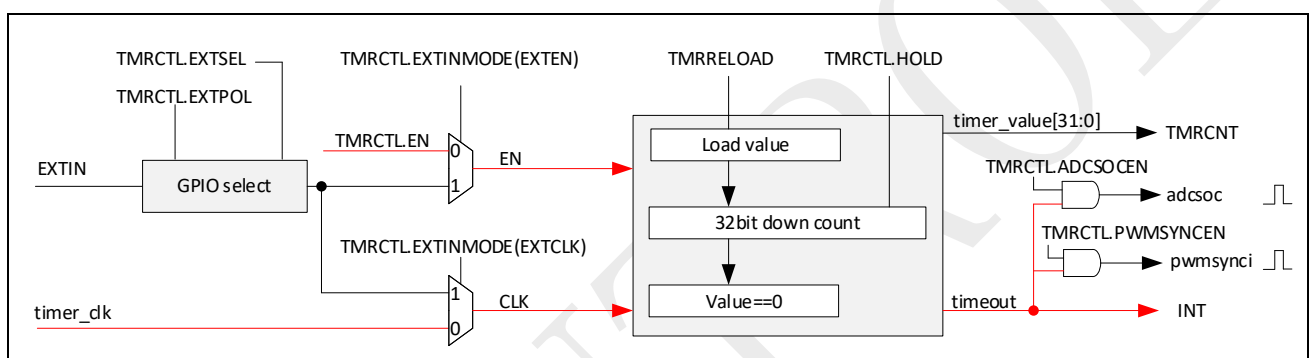 TMRCTL.EXTSEL
TMRCTL.EXTPOL
EXTIN
GPIO select
TMRCTL.EXTINMODE(EXTEN)
TMRCTL.EN
0
1
EN
TMRCTL.EXTINMODE(EXTCLK)
1
0
CLK
timer_clk
TMRRELOAD
TMRCTL.HOLD
Load value
32bit down count
Value==0
timer_value[31:0]
TMRCNT
TMRCTL.ADCSOCEN
adcsoc
TMRCTL.PWMSYNCEN
pwmsynci
timeout
INT